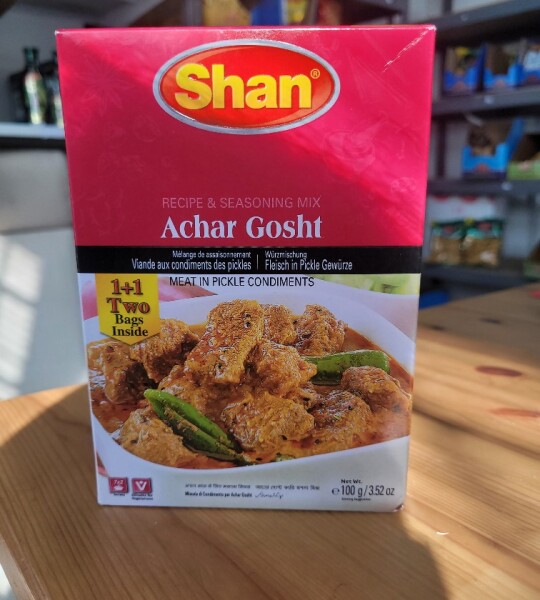 Shan®
RECIPE & SEASONING MIX
Achar Gosht
Mélange de assaisonnement
Viande aux condiments des pickles
Würzmischung
Fleisch in Pickle Gewürze
MEAT IN PICKLE CONDIMENTS
1+1
Two
Bags
Inside
Net Wt.
℮ 100 g / 3.52 oz